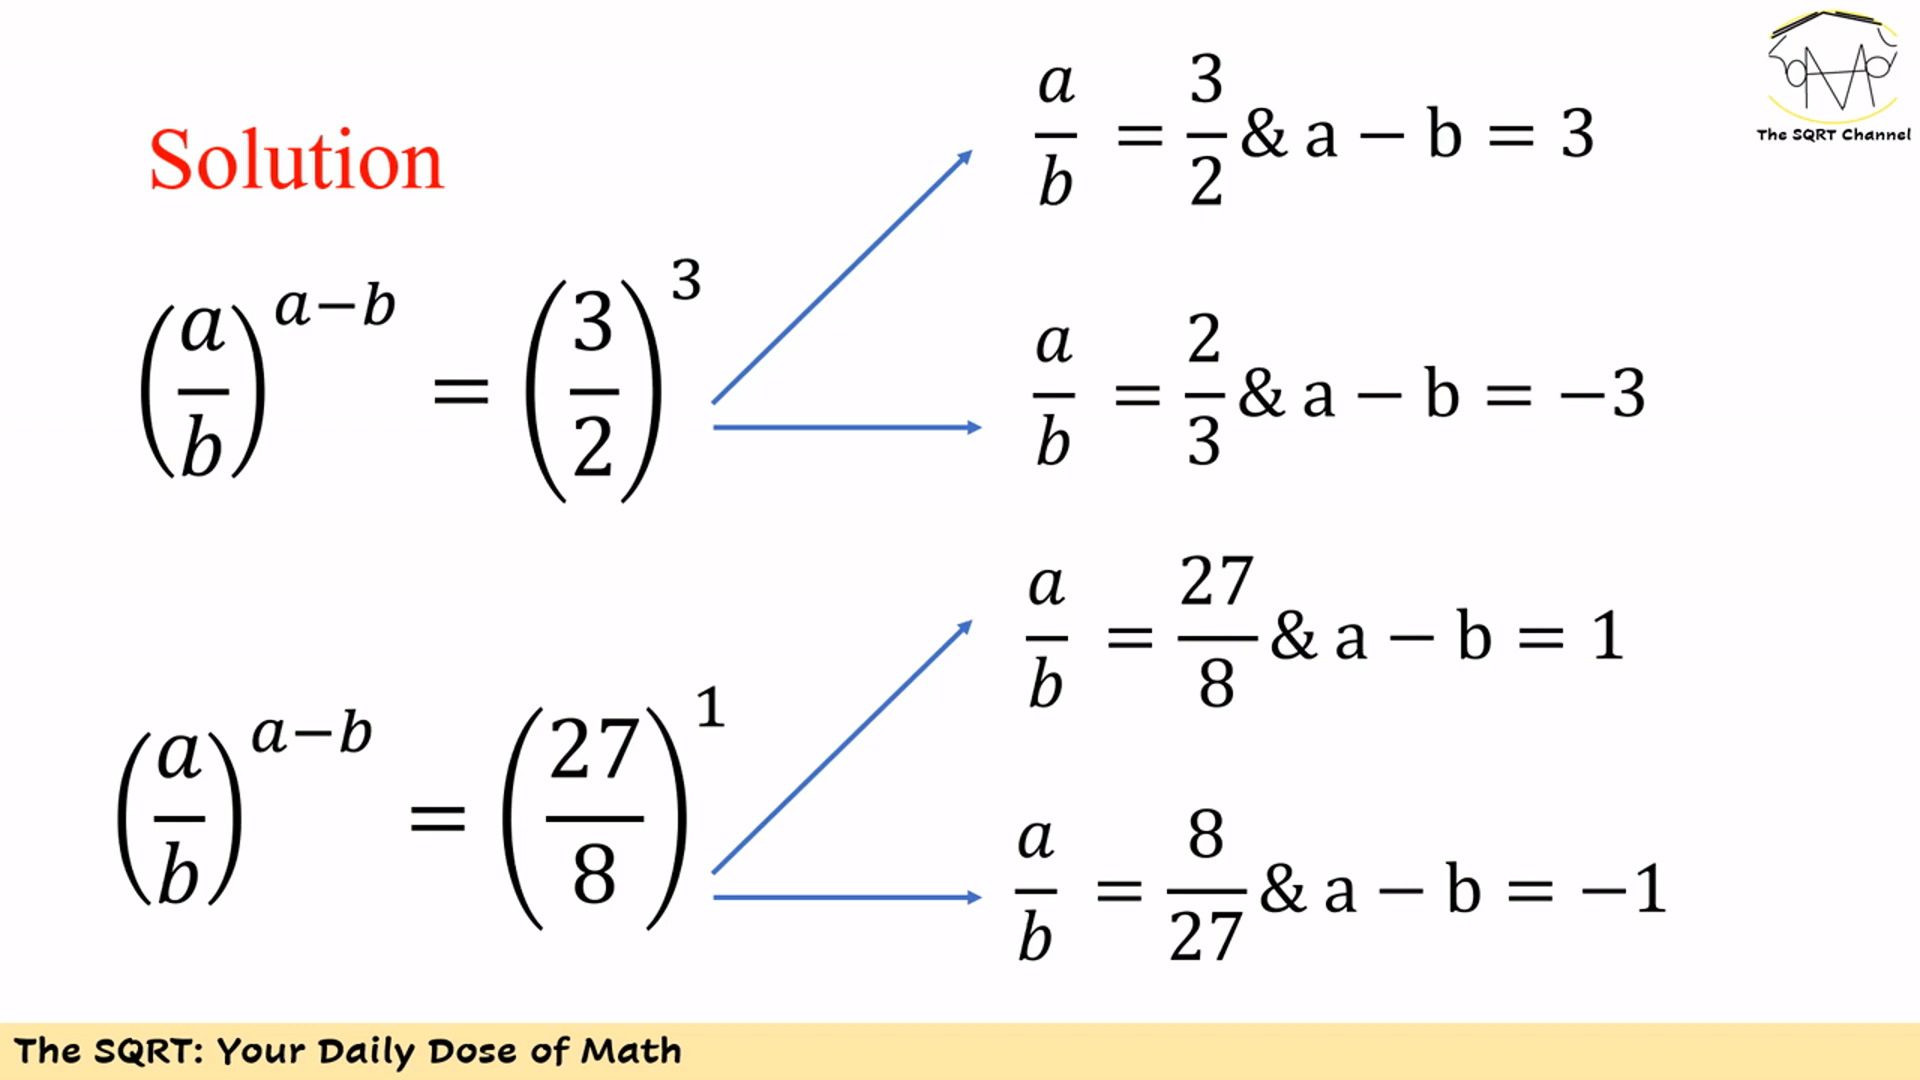 Solution
(a/b)^(a−b) = (3/2)^3
a/b = 3/2 & a − b = 3
a/b = 2/3 & a − b = −3
(a/b)^(a−b) = (27/8)^1
a/b = 27/8 & a − b = 1
a/b = 8/27 & a − b = −1
The SQRT Channel
The SQRT: Your Daily Dose of Math